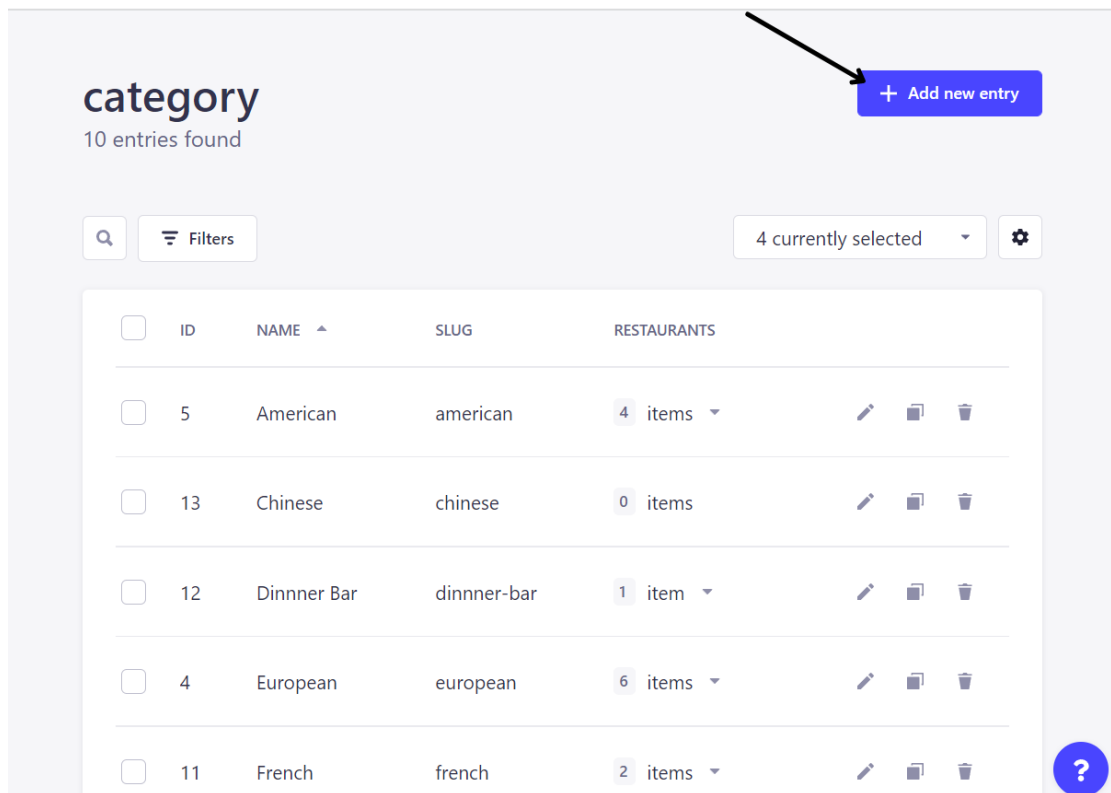 category
+ Add new entry
10 entries found
Filters
4 currently selected
ID NAME SLUG RESTAURANTS
5 American american 4 items
13 Chinese chinese 0 items
12 Dinnner Bar dinnner-bar 1 item
4 European european 6 items
11 French french 2 items
?